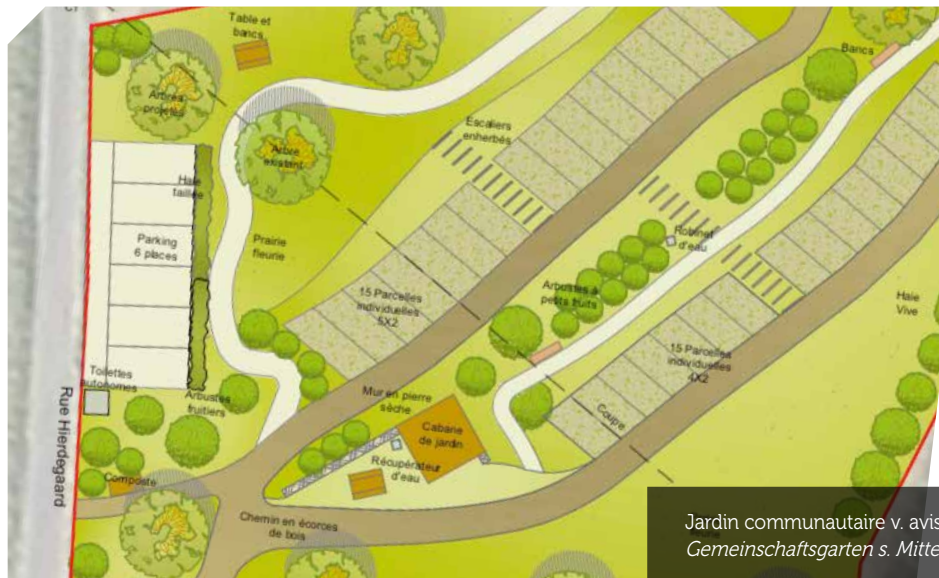 Table et
bancs
Bancs
Arbres
projetés
Escaliers
enherbés
Arbre
existant
Haie
taillée
Parking
6 places
Prairie
fleurie
Robinet
d'eau
Arbustes à
petits fruits
15 Parcelles
individuelles
5X2
Haie
Vive
15 Parcelles
individuelles
4X2
Toilettes
autonomes
Arbustes
fruitiers
Mur en pierre
sèche
Cabane
de jardin
Coupe
Rue Hierdegaard
Récupérateur
d'eau
Composte
Chemin en écorces
de bois
Jardin communautaire v. avis
Gemeinschaftsgarten s. Mitte